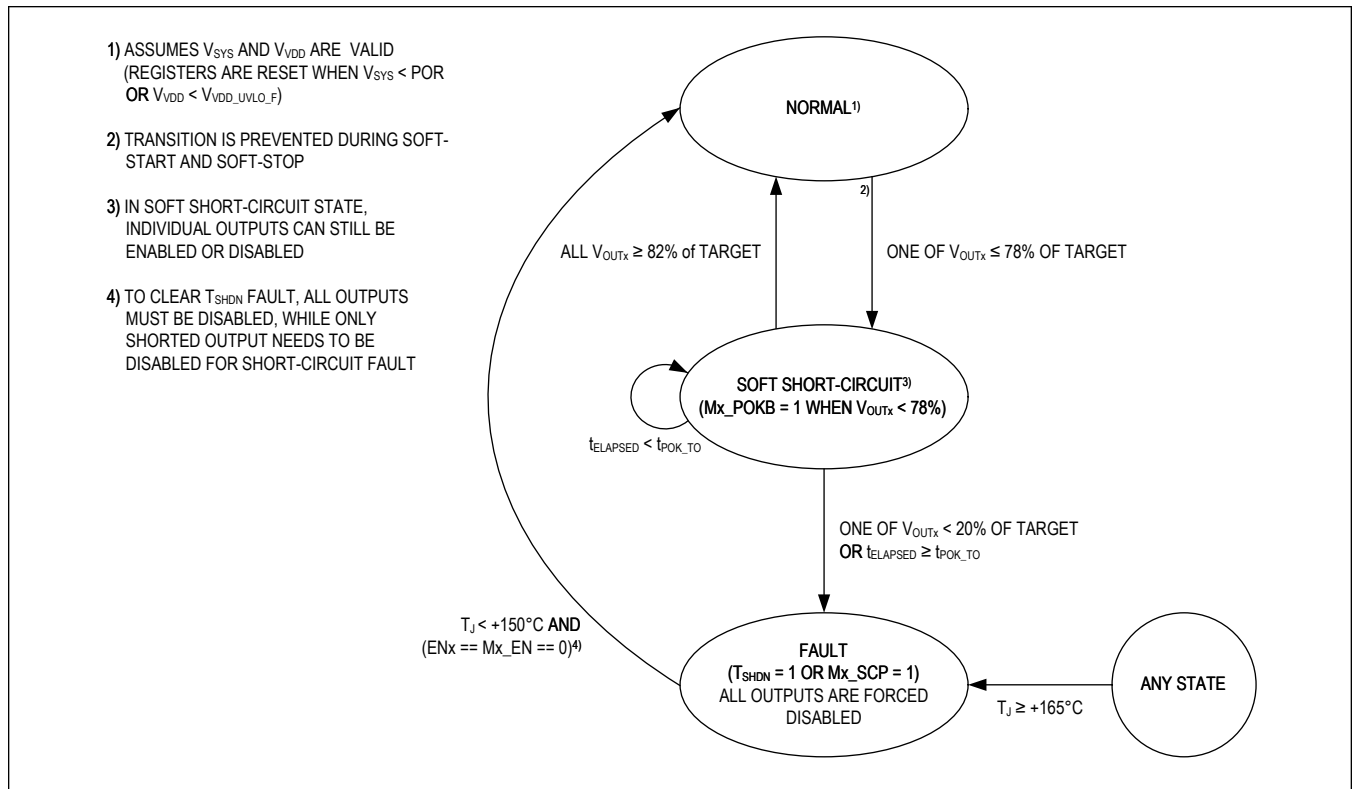 1) ASSUMES VSYS AND VVDD ARE VALID
(REGISTERS ARE RESET WHEN VSYS < POR
OR VVDD < VVDD_UVLO_F)
2) TRANSITION IS PREVENTED DURING SOFT-
START AND SOFT-STOP
3) IN SOFT SHORT-CIRCUIT STATE,
INDIVIDUAL OUTPUTS CAN STILL BE
ENABLED OR DISABLED
4) TO CLEAR TSHDN FAULT, ALL OUTPUTS
MUST BE DISABLED, WHILE ONLY
SHORTED OUTPUT NEEDS TO BE
DISABLED FOR SHORT-CIRCUIT FAULT
NORMAL1)
2)
ALL VOUTx ≥ 82% of TARGET
ONE OF VOUTx ≤ 78% OF TARGET
SOFT SHORT-CIRCUIT3)
(Mx_POKB = 1 WHEN VOUTx < 78%)
tELAPSED < tPOK_TO
ONE OF VOUTx < 20% OF TARGET
OR tELAPSED ≥ tPOK_TO
TJ < +150°C AND
(ENx == Mx_EN == 0)4)
FAULT
(TSHDN = 1 OR Mx_SCP = 1)
ALL OUTPUTS ARE FORCED
DISABLED
TJ ≥ +165°C
ANY STATE